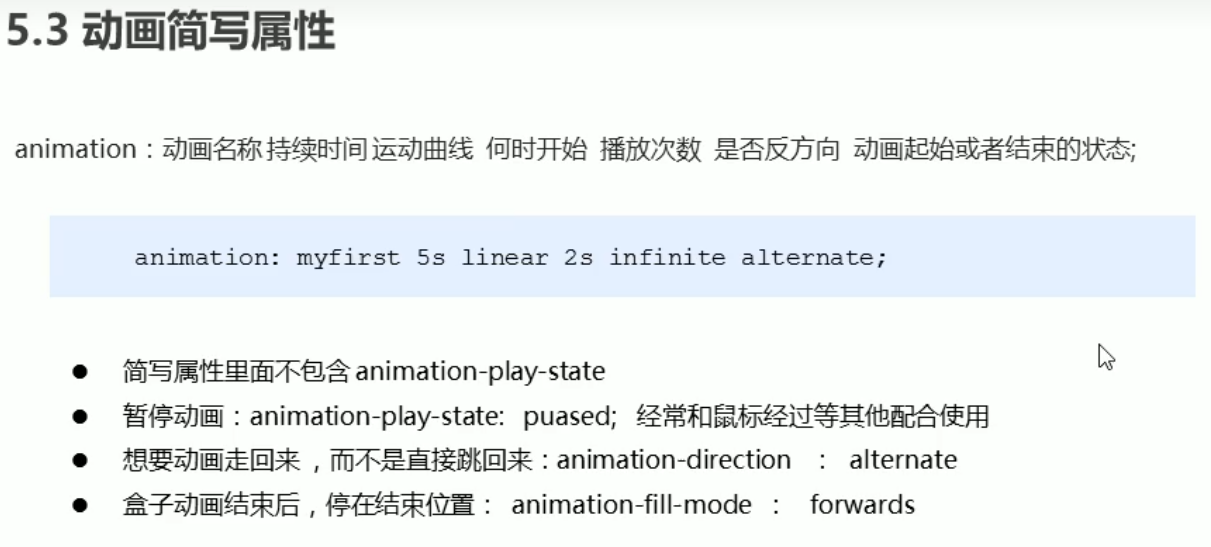 5.3 动画简写属性
animation：动画名称 持续时间 运动曲线 何时开始 播放次数 是否反方向 动画起始或者结束的状态;
animation: myfirst 5s linear 2s infinite alternate;
● 简写属性里面不包含 animation-play-state
● 暂停动画：animation-play-state: puased; 经常和鼠标经过等其他配合使用
● 想要动画走回来，而不是直接跳回来：animation-direction ： alternate
● 盒子动画结束后，停在结束位置： animation-fill-mode ： forwards